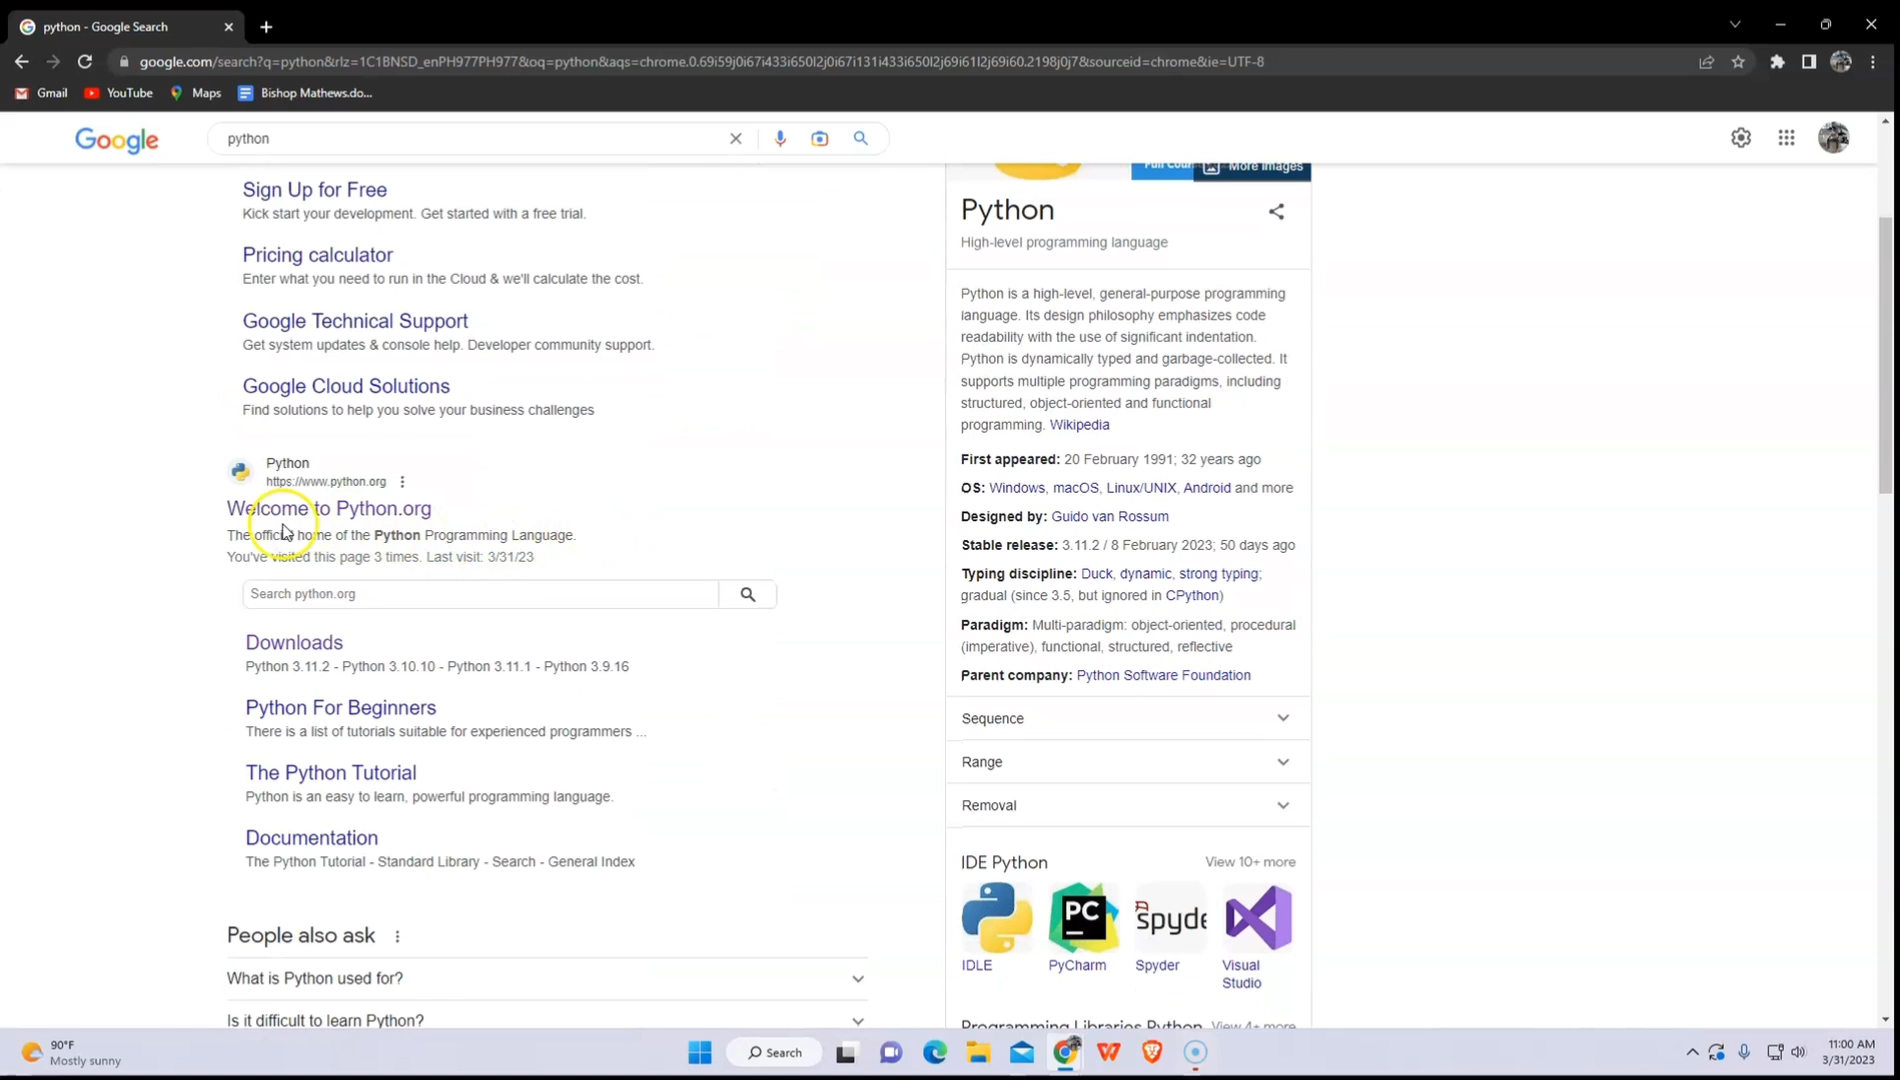 python - Google Search
google.com/search?q=python&rlz=1C1BNSD_enPH977PH977&oq=python&aqs=chrome.0.69i59j0i67i433i650l2j0i67i131i433i650l2j69i61l2j69i60.2198j0j7&sourceid=chrome&ie=UTF-8
Gmail YouTube Maps Bishop Mathews.do...
Google python
Sign Up for Free
Kick start your development. Get started with a free trial.
Pricing calculator
Enter what you need to run in the Cloud & we'll calculate the cost.
Google Technical Support
Get system updates & console help. Developer community support.
Google Cloud Solutions
Find solutions to help you solve your business challenges
Python
https://www.python.org
Welcome to Python.org
The official home of the Python Programming Language.
You've visited this page 3 times. Last visit: 3/31/23
Search python.org
Downloads
Python 3.11.2 - Python 3.10.10 - Python 3.11.1 - Python 3.9.16
Python For Beginners
There is a list of tutorials suitable for experienced programmers ...
The Python Tutorial
Python is an easy to learn, powerful programming language.
Documentation
The Python Tutorial - Standard Library - Search - General Index
People also ask
What is Python used for?
Is it difficult to learn Python?
More images
Python
High-level programming language
Python is a high-level, general-purpose programming
language. Its design philosophy emphasizes code
readability with the use of significant indentation.
Python is dynamically typed and garbage-collected. It
supports multiple programming paradigms, including
structured, object-oriented and functional
programming. Wikipedia
First appeared: 20 February 1991; 32 years ago
OS: Windows, macOS, Linux/UNIX, Android and more
Designed by: Guido van Rossum
Stable release: 3.11.2 / 8 February 2023; 50 days ago
Typing discipline: Duck, dynamic, strong typing;
gradual (since 3.5, but ignored in CPython)
Paradigm: Multi-paradigm: object-oriented, procedural
(imperative), functional, structured, reflective
Parent company: Python Software Foundation
Sequence
Range
Removal
IDE Python View 10+ more
PC spyde
IDLE PyCharm Spyder Visual
Studio
Programming Libraries Python View 4+ more
90°F
Mostly sunny
Search
11:00 AM
3/31/2023